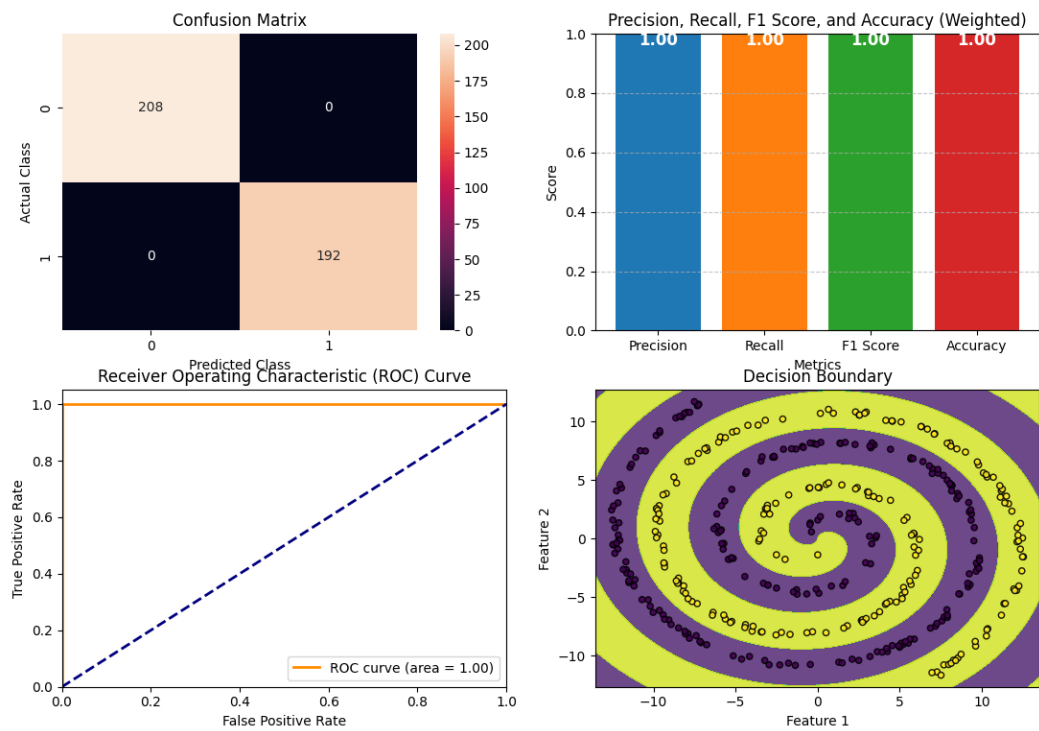 Confusion Matrix
208
0
0
192
0
1
Actual Class
0
1
Predicted Class
200
175
150
125
100
75
50
25
0
Precision, Recall, F1 Score, and Accuracy (Weighted)
1.00
1.00
1.00
1.00
1.0
0.8
0.6
0.4
0.2
0.0
Score
Precision
Recall
F1 Score
Accuracy
Metrics
Receiver Operating Characteristic (ROC) Curve
1.0
0.8
0.6
0.4
0.2
0.0
True Positive Rate
ROC curve (area = 1.00)
0.0
0.2
0.4
0.6
0.8
1.0
False Positive Rate
Decision Boundary
10
5
0
−5
−10
Feature 2
−10
−5
0
5
10
Feature 1